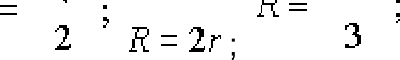 = 2 ; R = 2r ; R = 3 ;